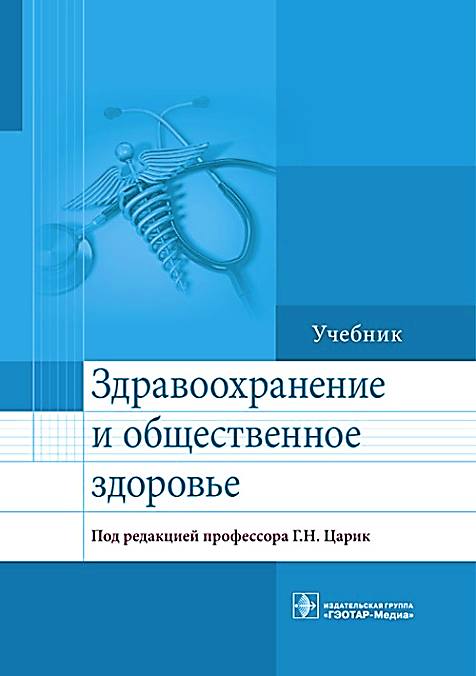 Учебник
Здравоохранение
и общественное
здоровье
Под редакцией профессора Г.Н. Царик
ИЗДАТЕЛЬСКАЯ ГРУППА
«ГЭОТАР-Медиа»